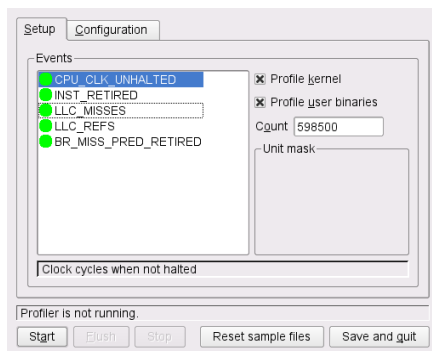 Setup Configuration
Events
CPU_CLK_UNHALTED
INST_RETIRED
LLC_MISSES
LLC_REFS
BR_MISS_PRED_RETIRED
Profile kernel
Profile user binaries
Count 598500
Unit mask
Clock cycles when not halted
Profiler is not running.
Start Flush Stop Reset sample files Save and quit